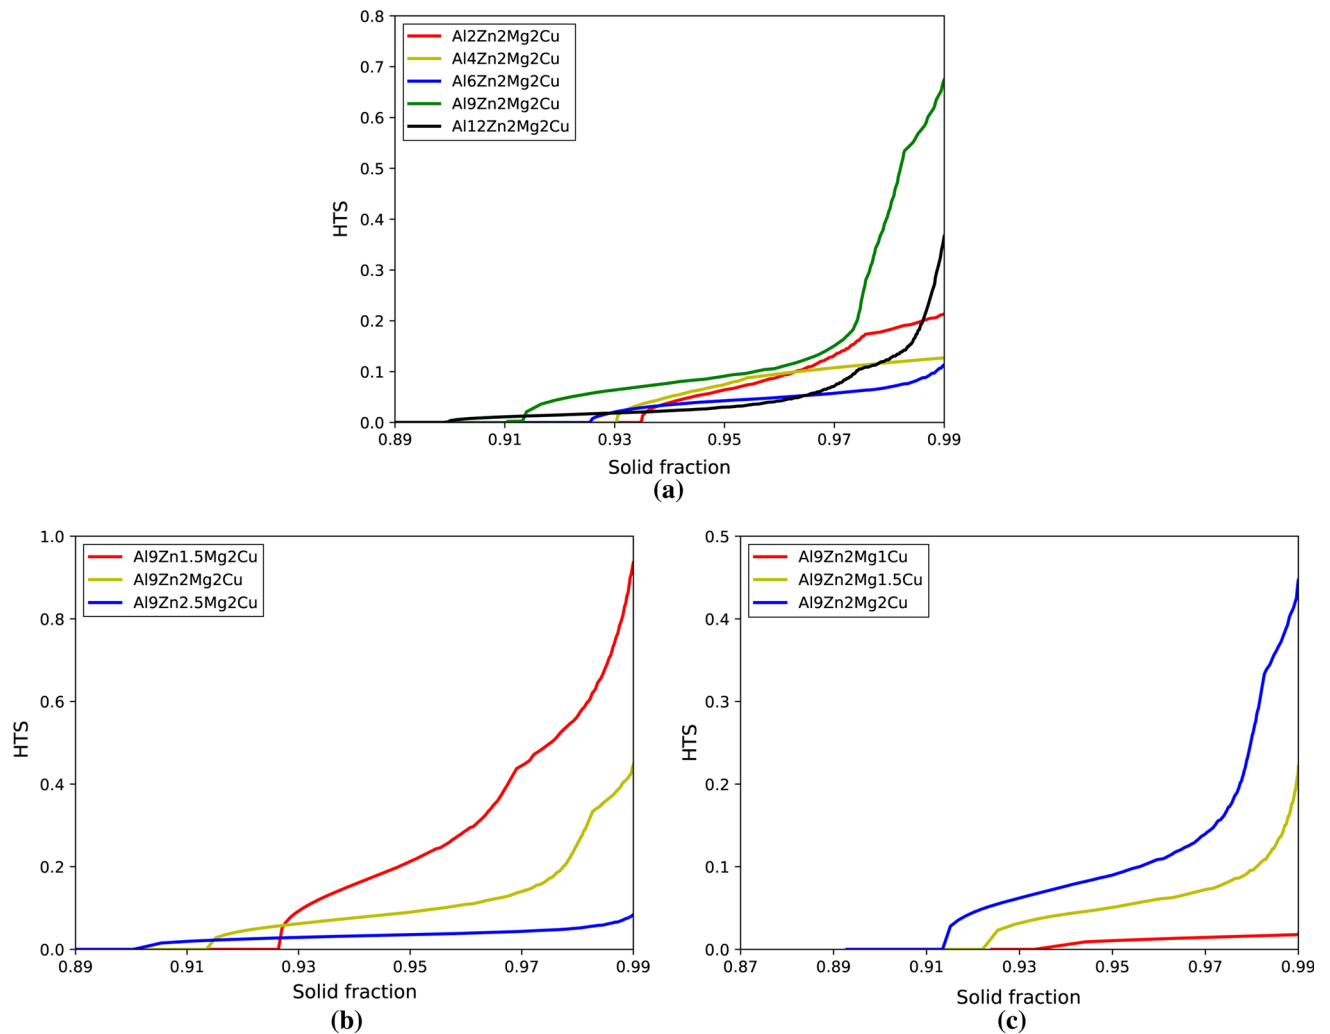 0.8
0.7
0.6
0.5
0.4
0.3
0.2
0.1
0.0
HTS
Al2Zn2Mg2Cu
Al4Zn2Mg2Cu
Al6Zn2Mg2Cu
Al9Zn2Mg2Cu
Al12Zn2Mg2Cu
0.89 0.91 0.93 0.95 0.97 0.99
Solid fraction
(a)
1.0
0.8
0.6
0.4
0.2
0.0
HTS
Al9Zn1.5Mg2Cu
Al9Zn2Mg2Cu
Al9Zn2.5Mg2Cu
0.89 0.91 0.93 0.95 0.97 0.99
Solid fraction
(b)
0.5
0.4
0.3
0.2
0.1
0.0
HTS
Al9Zn2Mg1Cu
Al9Zn2Mg1.5Cu
Al9Zn2Mg2Cu
0.87 0.89 0.91 0.93 0.95 0.97 0.99
Solid fraction
(c)